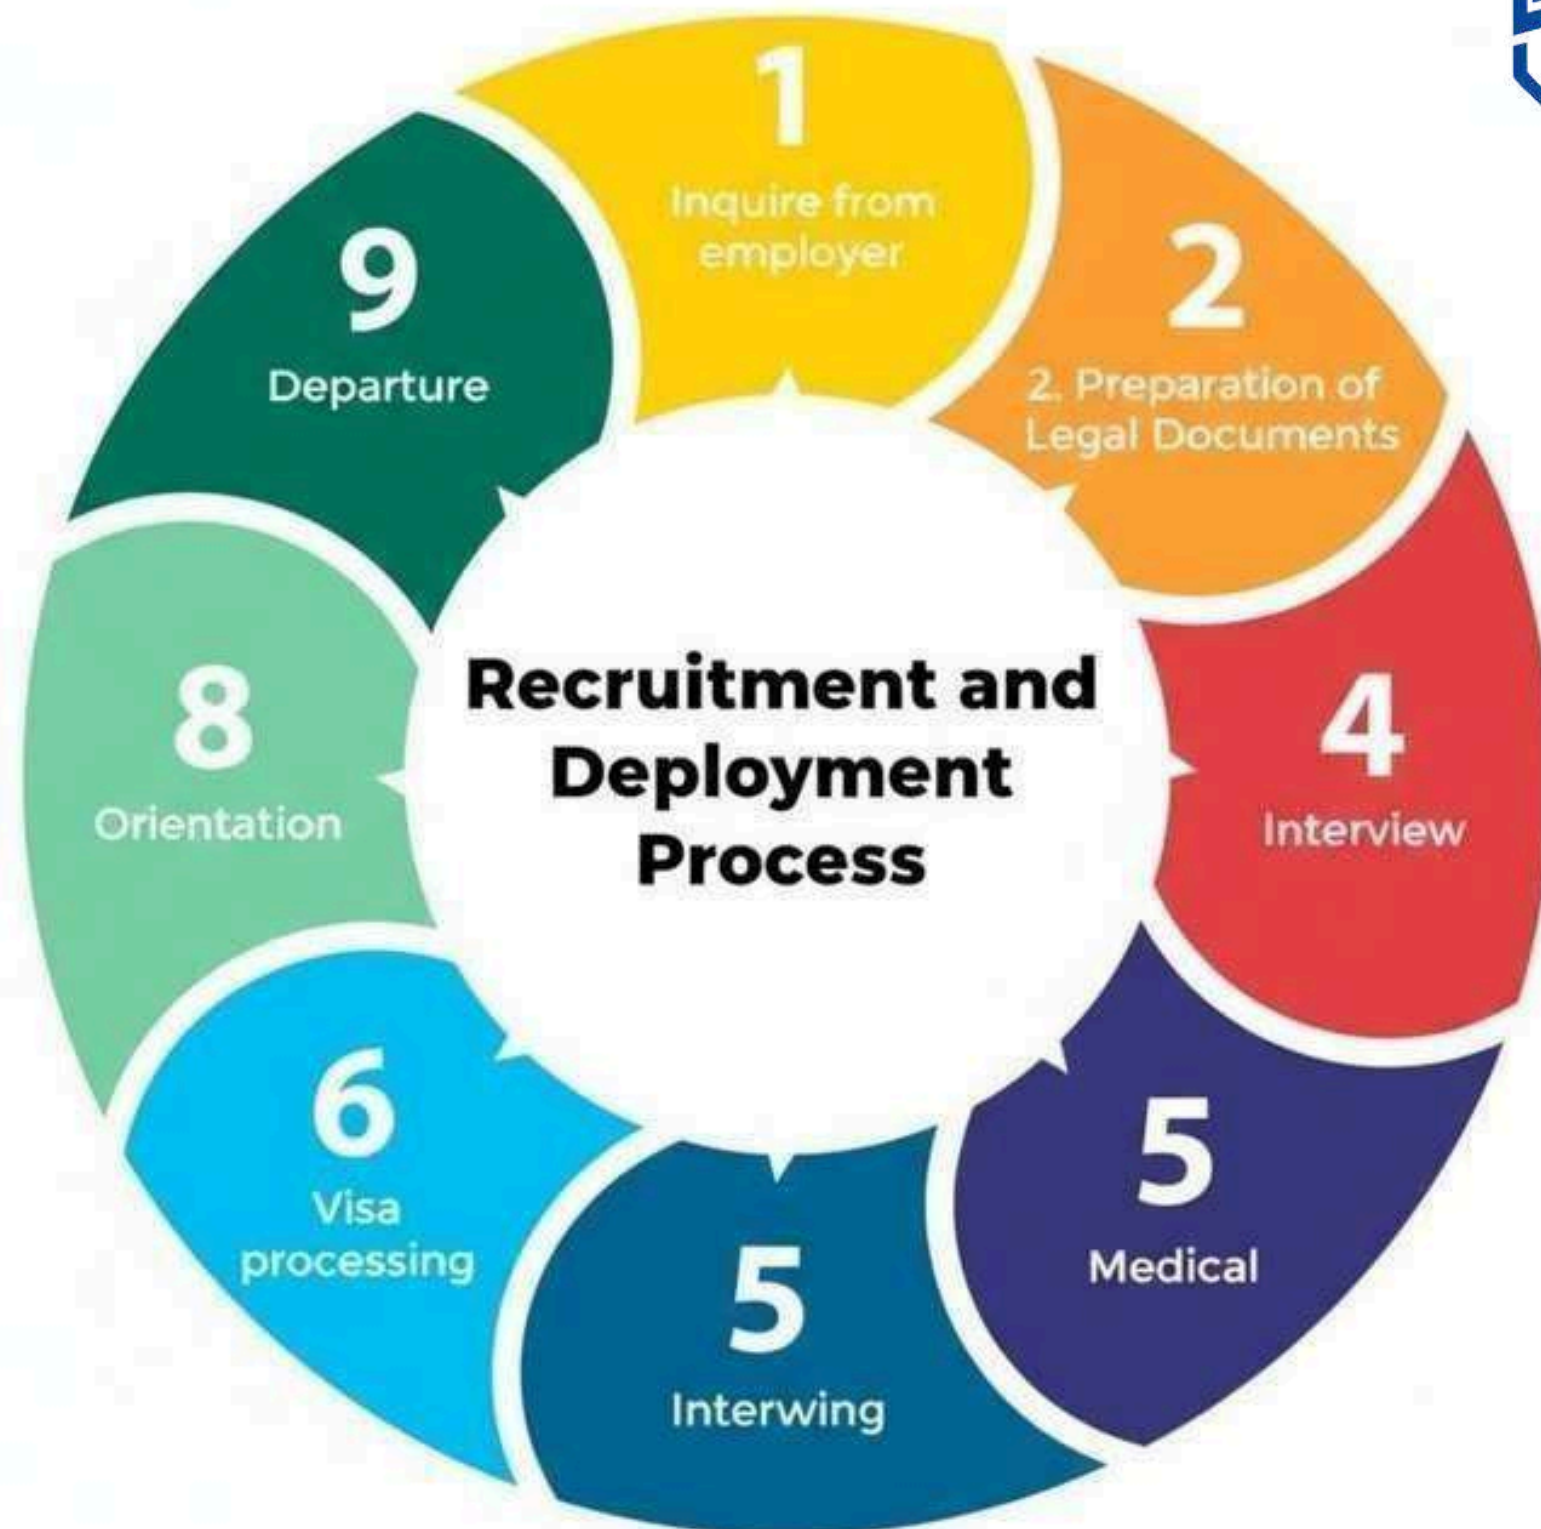 1
Inquire from
employer
2
2. Preparation of
Legal Documents
4
Interview
5
Medical
5
Interwing
6
Visa
processing
8
Orientation
9
Departure
Recruitment and
Deployment
Process